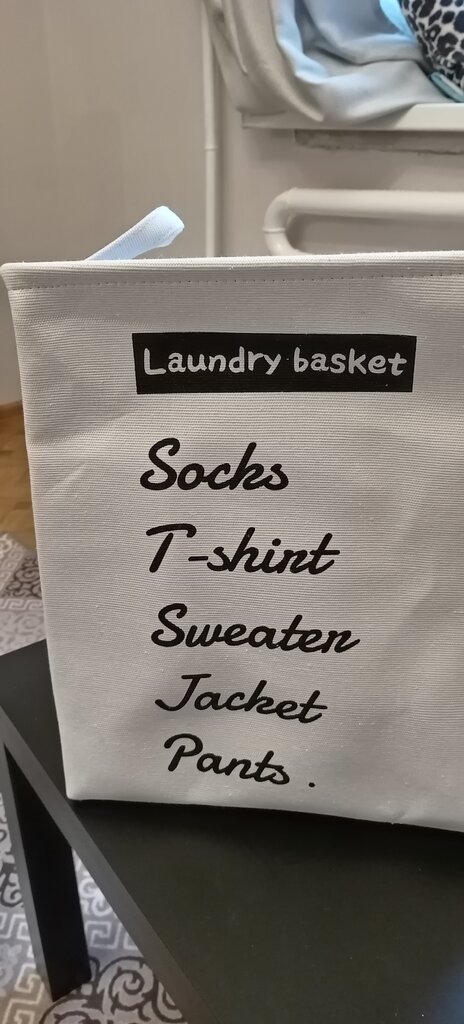 Laundry basket
Socks
T-shirt
Sweater
Jacket
Pants .